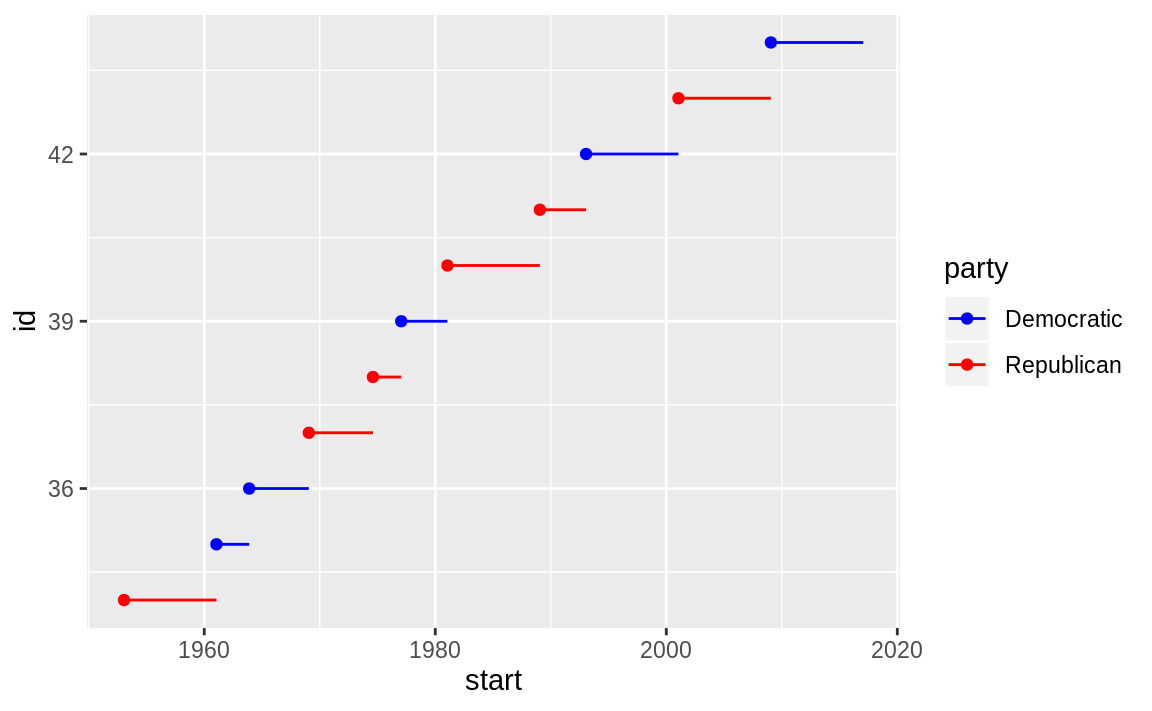 42
39
36
id
1960 1980 2000 2020
start
party
Democratic
Republican